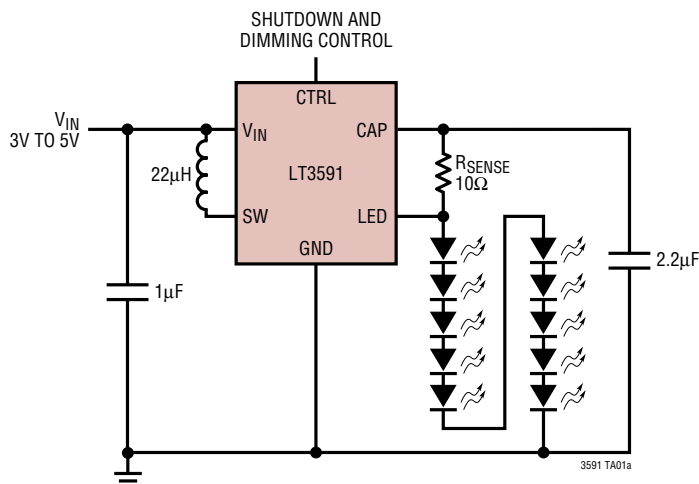 SHUTDOWN AND
DIMMING CONTROL
CTRL
VIN
3V TO 5V
VIN
CAP
22µH
LT3591
RSENSE
10Ω
SW
LED
GND
1µF
2.2µF
3591 TA01a